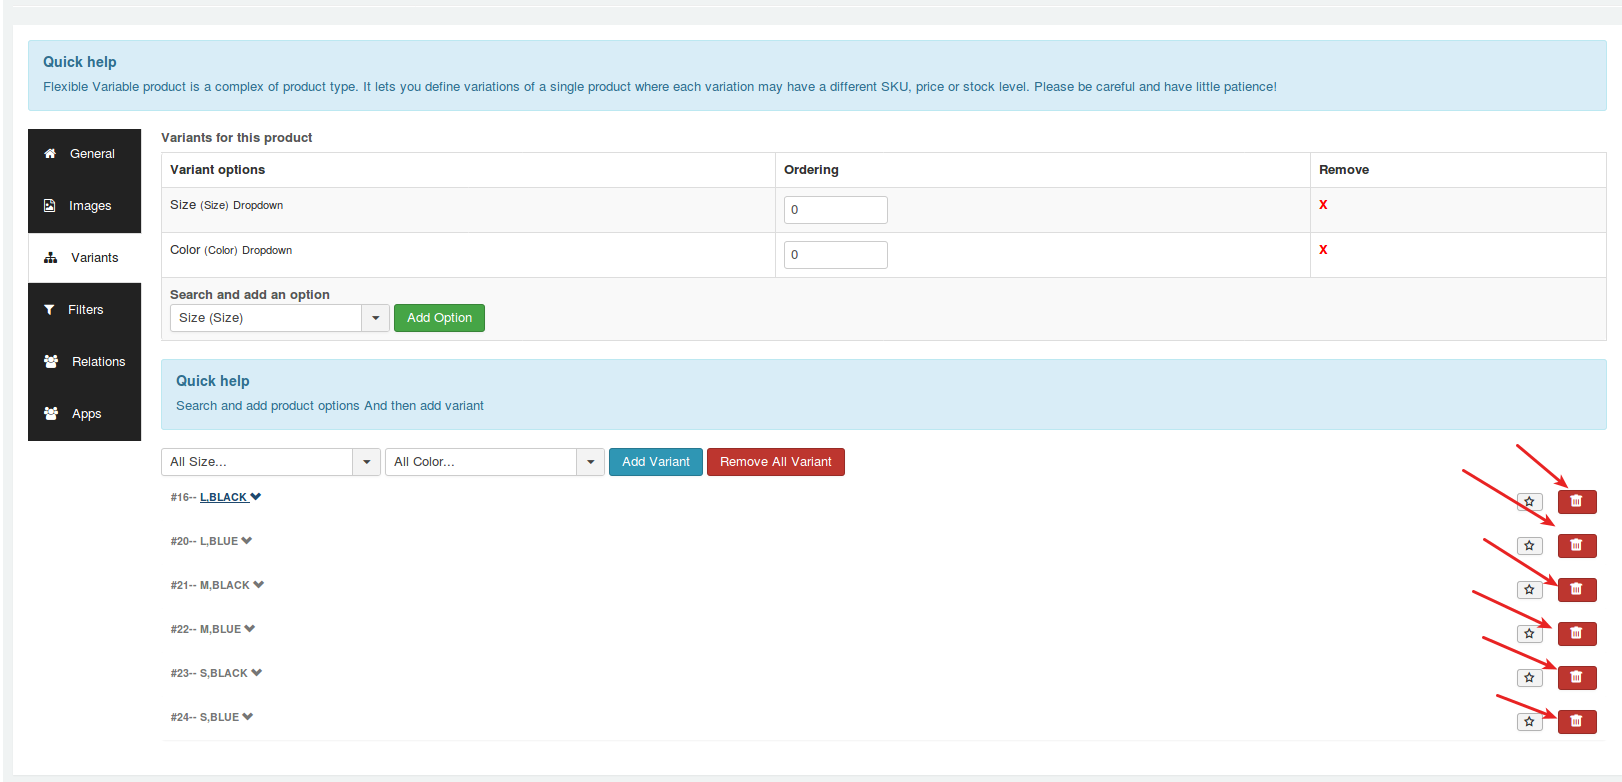 Quick help
Flexible Variable product is a complex of product type. It lets you define variations of a single product where each variation may have a different SKU, price or stock level. Please be careful and have little patience!
General
Images
Variants
Filters
Relations
Apps
Variants for this product
Variant options Ordering Remove
Size (Size) Dropdown 0 X
Color (Color) Dropdown 0 X
Search and add an option
Size (Size) Add Option
Quick help
Search and add product options And then add variant
All Size... All Color... Add Variant Remove All Variant
#16-- L,BLACK
#20-- L,BLUE
#21-- M,BLACK
#22-- M,BLUE
#23-- S,BLACK
#24-- S,BLUE